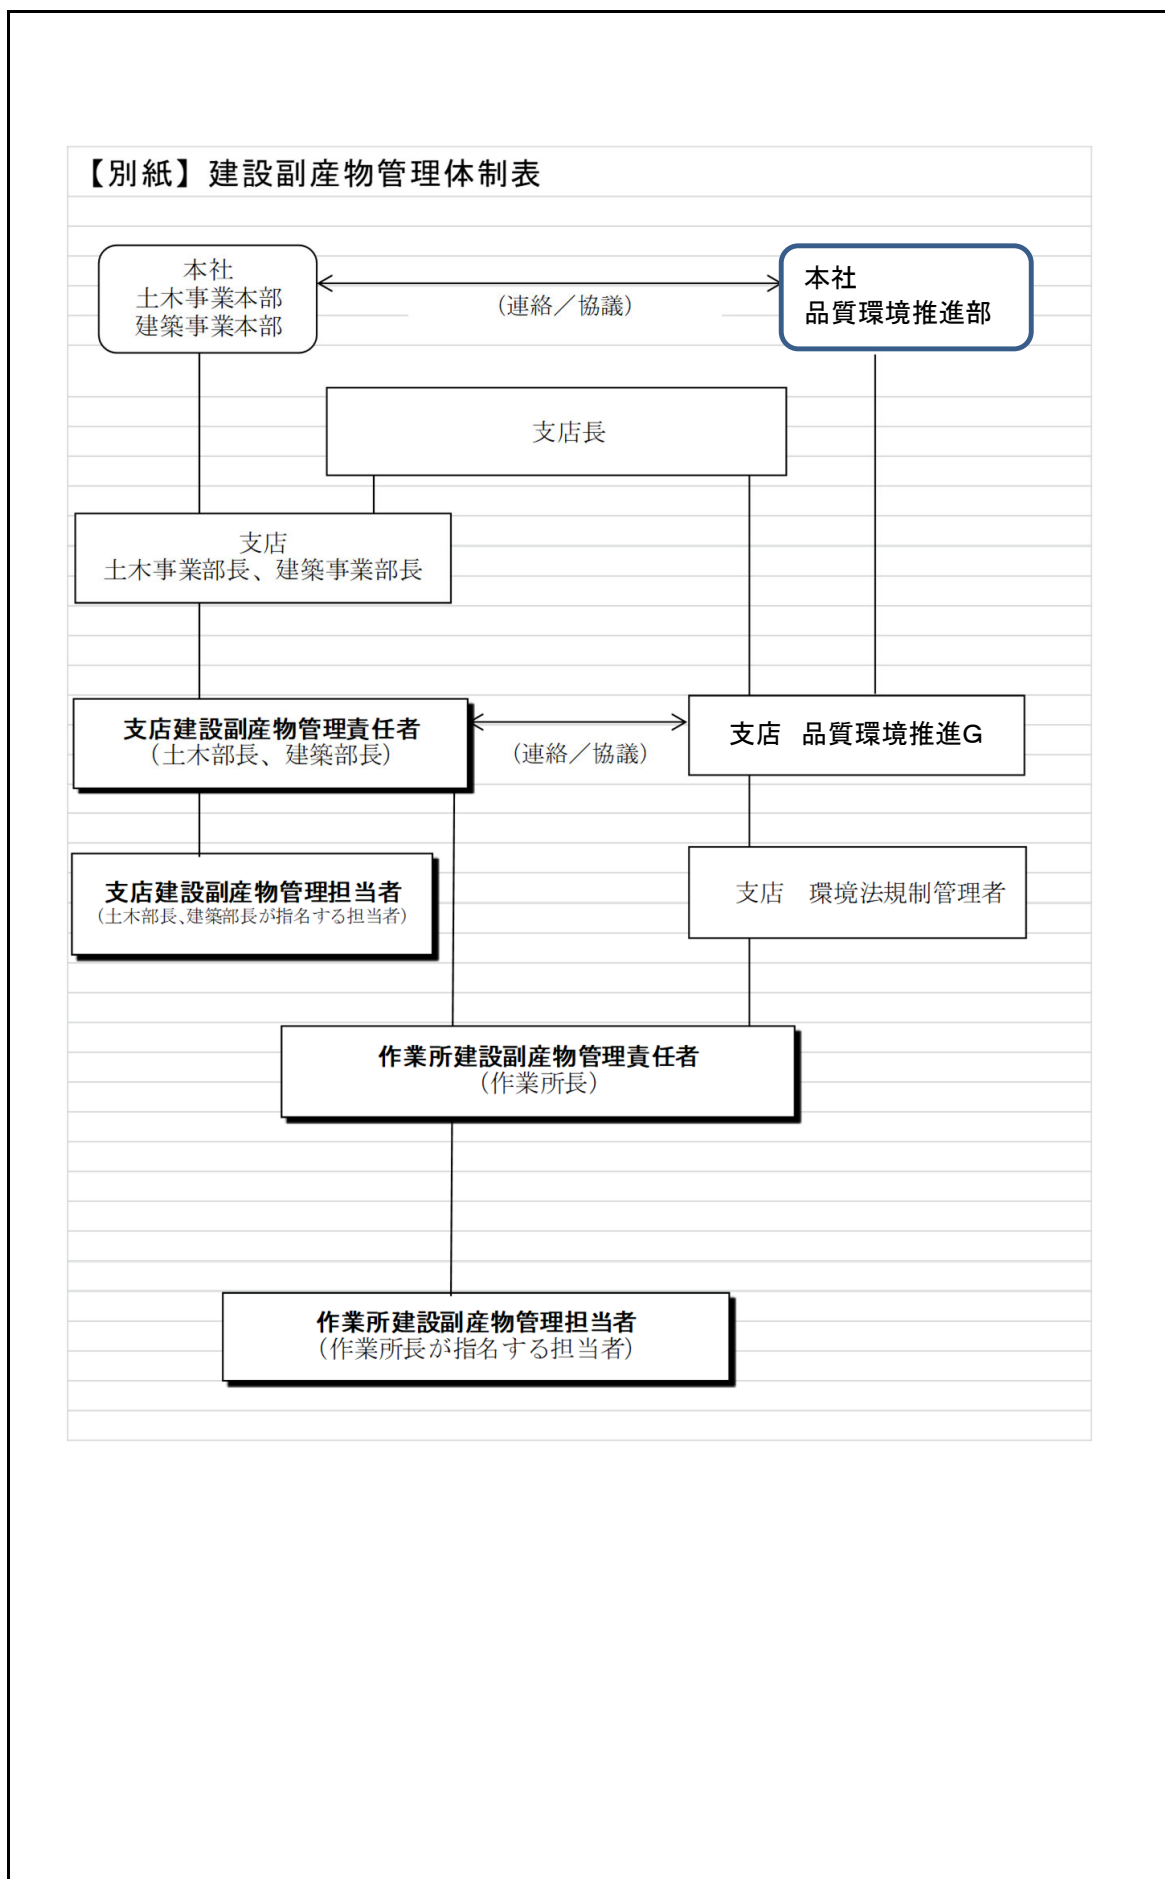 【別紙】建設副産物管理体制表
本社
土木事業本部
建築事業本部
(連絡／協議)
本社
品質環境推進部
支店長
支店
土木事業部長、建築事業部長
支店建設副産物管理責任者
（土木部長、建築部長）
(連絡／協議)
支店　品質環境推進G
支店建設副産物管理担当者
（土木部長、建築部長が指名する担当者）
支店　環境法規制管理者
作業所建設副産物管理責任者
（作業所長）
作業所建設副産物管理担当者
（作業所長が指名する担当者）